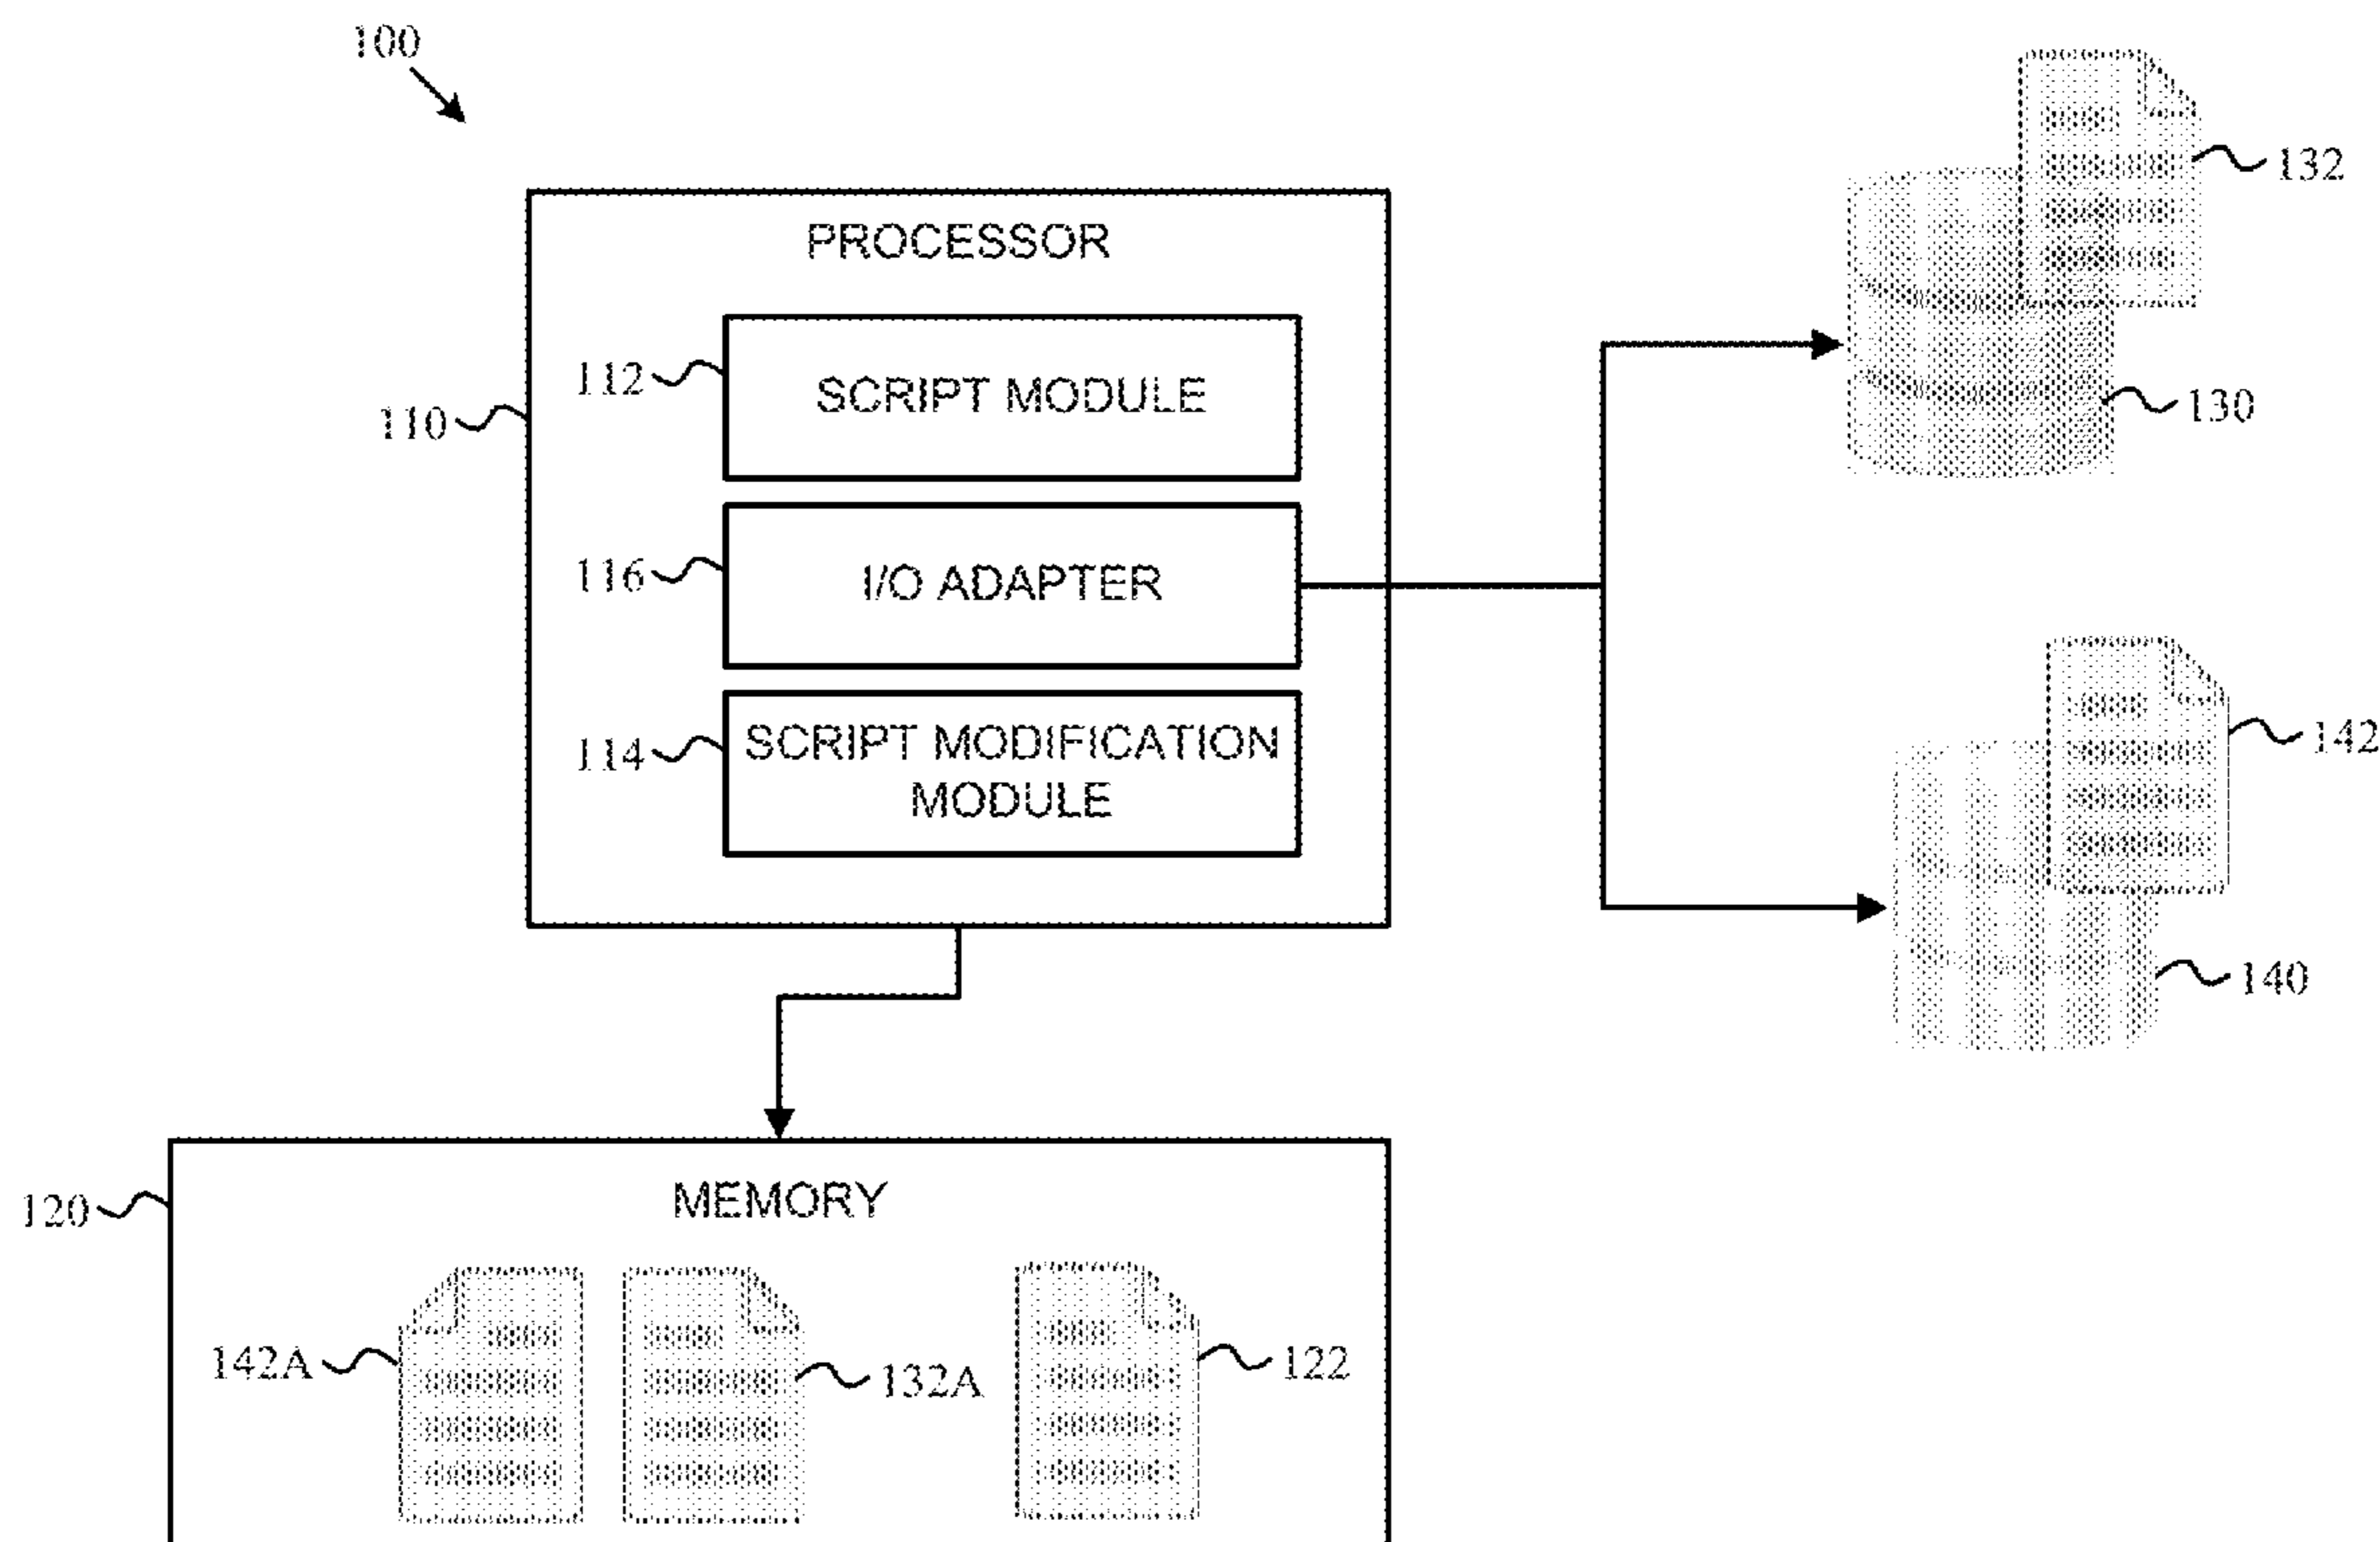 100
132
PROCESSOR
112
SCRIPT MODULE
110
130
116
I/O ADAPTER
114
SCRIPT MODIFICATION
MODULE
142
140
120
MEMORY
142A
132A
122